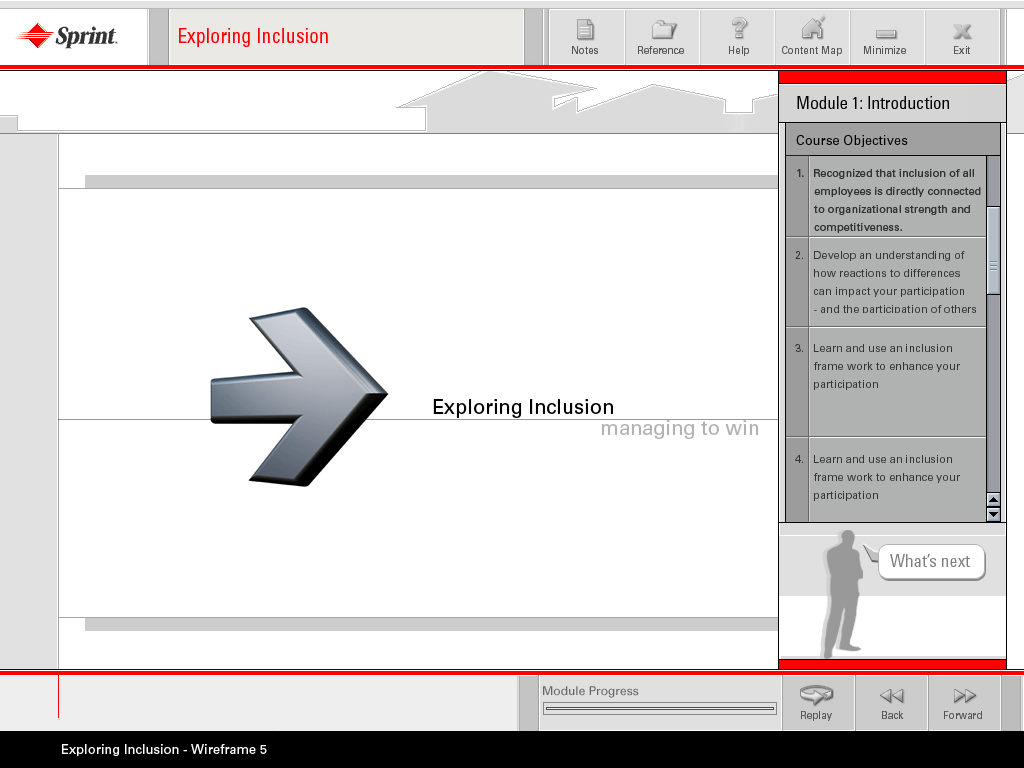 Sprint.
Exploring Inclusion
Notes
Reference
Help
Content Map
Minimize
Exit
Module 1: Introduction
Course Objectives
1. Recognized that inclusion of all
employees is directly connected
to organizational strength and
competitiveness.
2. Develop an understanding of
how reactions to differences
can impact your participation
- and the participation of others
3. Learn and use an inclusion
frame work to enhance your
participation
4. Learn and use an inclusion
frame work to enhance your
participation
Exploring Inclusion
managing to win
What's next
Module Progress
Replay
Back
Forward
Exploring Inclusion - Wireframe 5